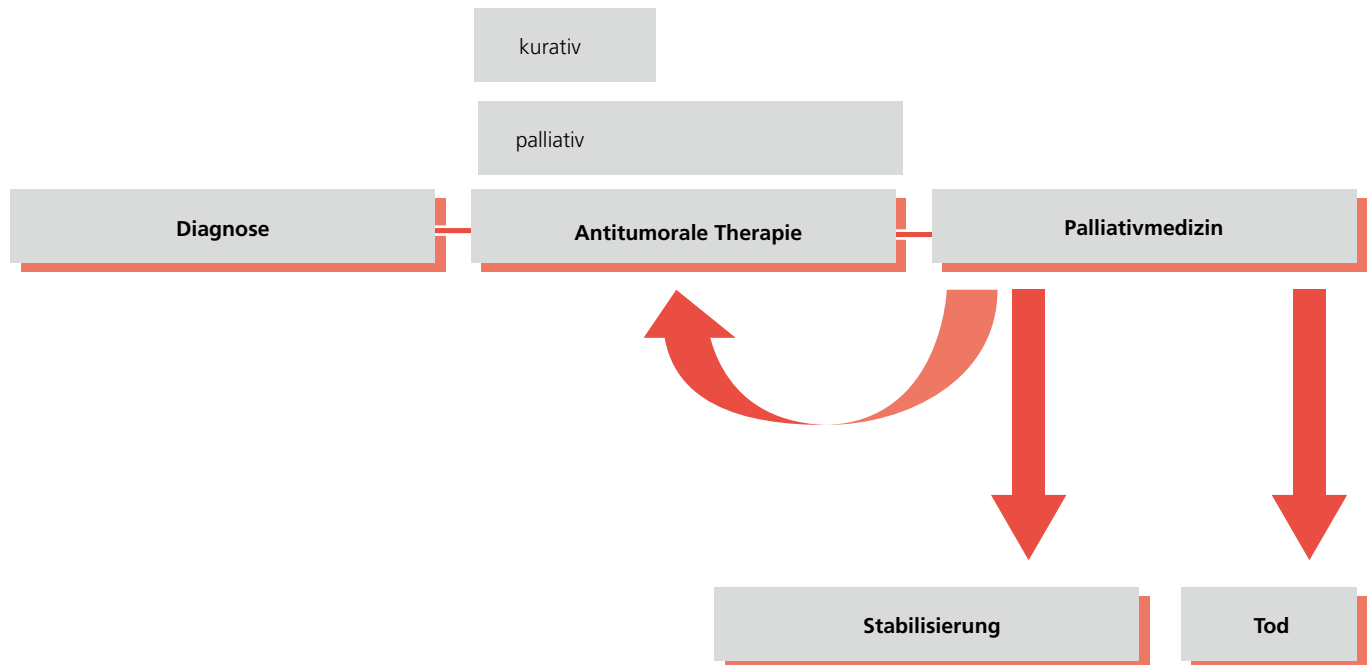 kurativ
palliativ
Diagnose
Antitumorale Therapie
Palliativmedizin
Stabilisierung
Tod